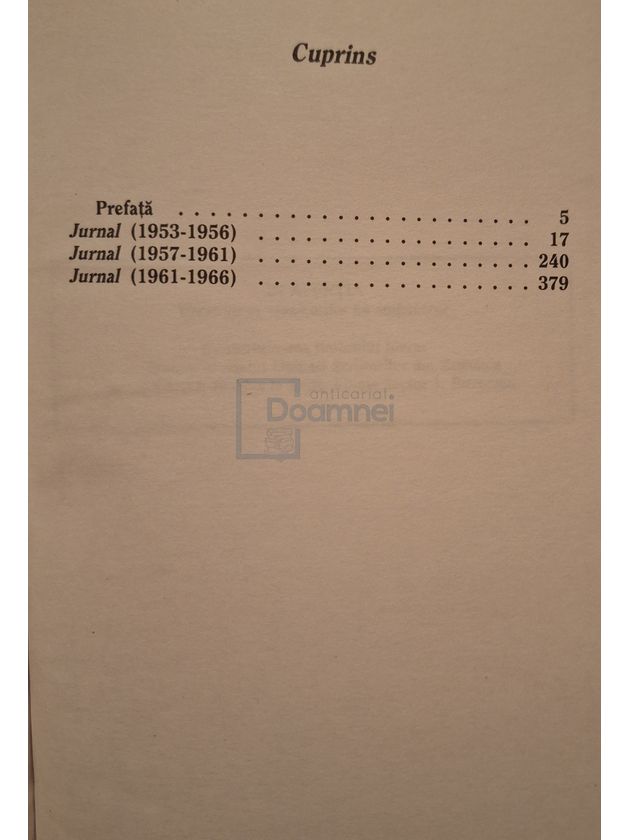 Cuprins
Prefață . . . . . . . . . . . . . . . . . . . . . . 5
Jurnal (1953-1956) . . . . . . . . . . . . . . . . . 17
Jurnal (1957-1961) . . . . . . . . . . . . . . . . . 240
Jurnal (1961-1966) . . . . . . . . . . . . . . . . . 379
anticariat
Doamnei